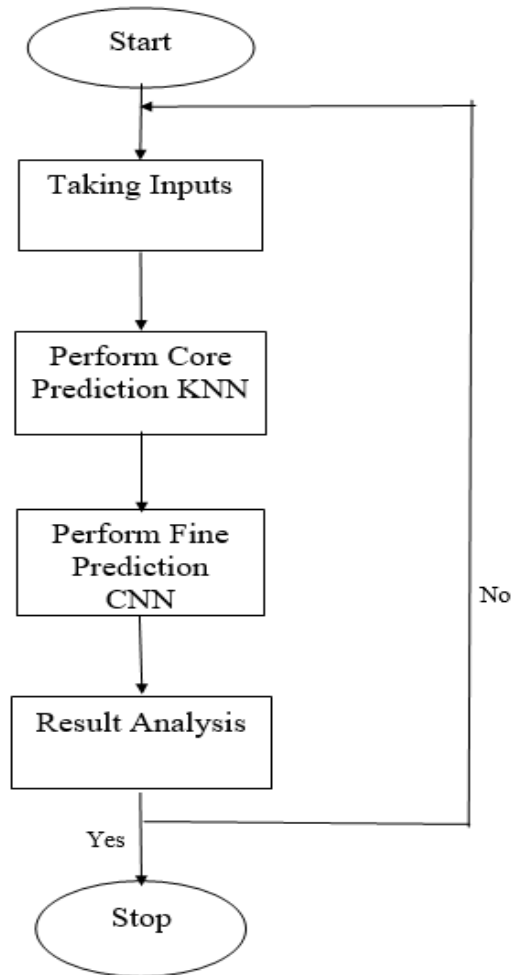 Start
Taking Inputs
Perform Core
Prediction KNN
Perform Fine
Prediction
CNN
No
Result Analysis
Yes
Stop